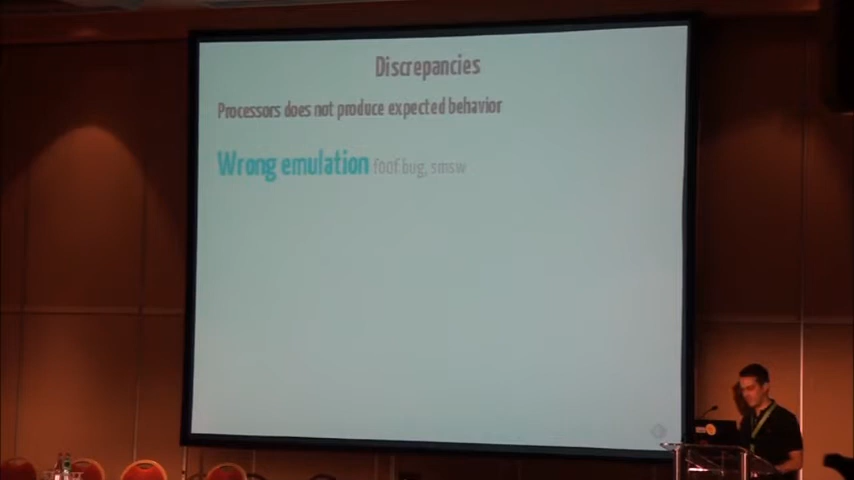 Discrepancies
Processors does not produce expected behavior
Wrong emulation foof bug, smsw